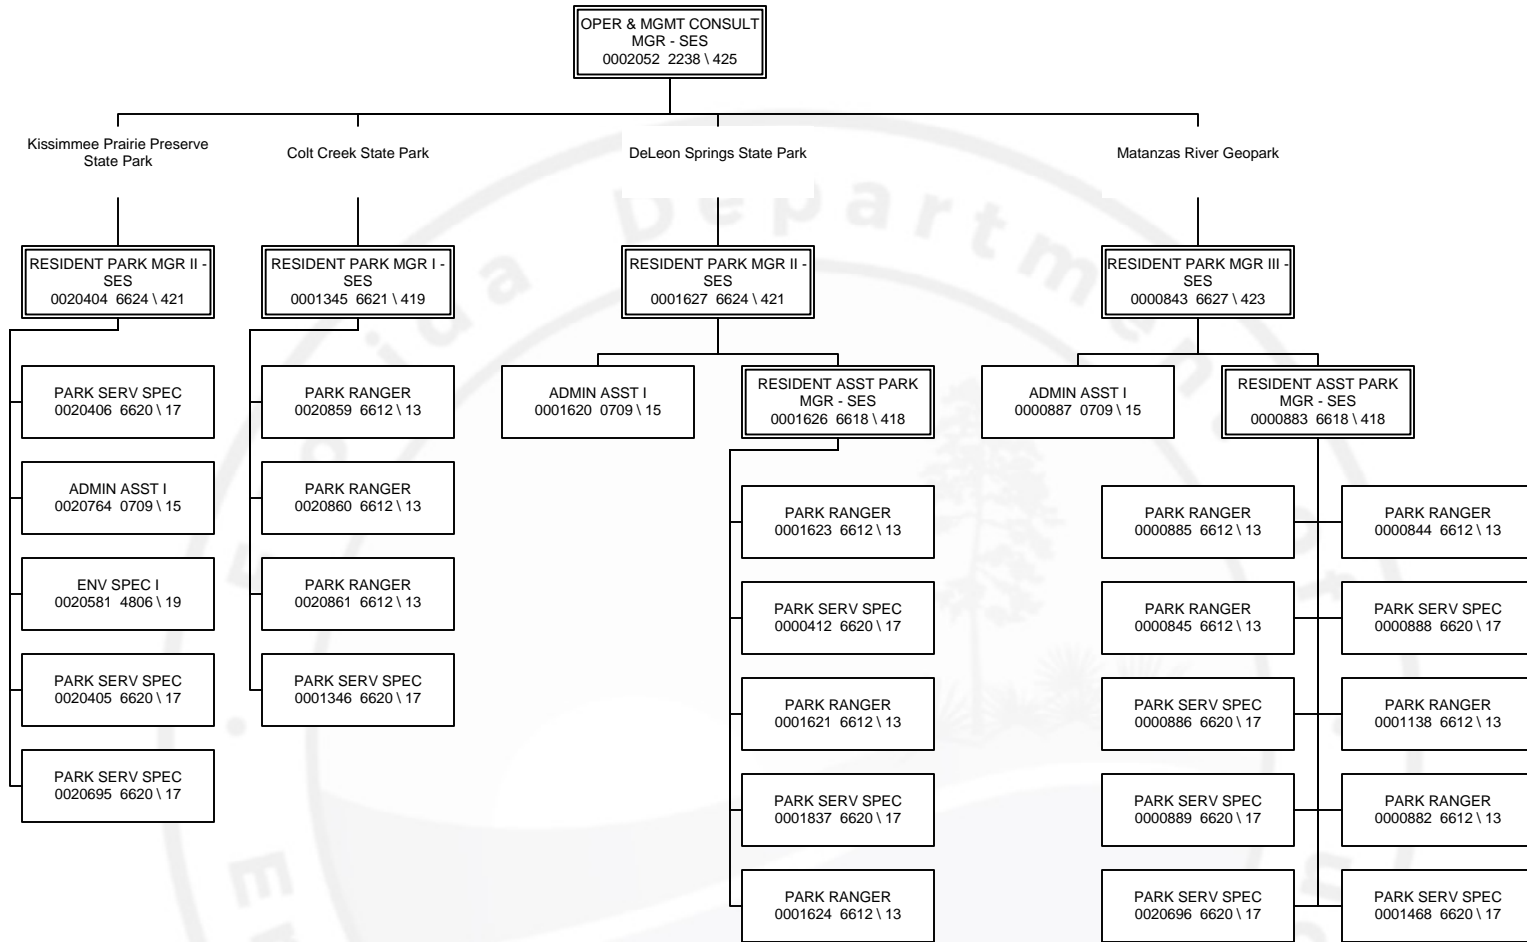 OPER & MGMT CONSULT
MGR - SES
0002052 2238 \ 425
Kissimmee Prairie Preserve
State Park
Colt Creek State Park
DeLeon Springs State Park
Matanzas River Geopark
RESIDENT PARK MGR II -
SES
0020404 6624 \ 421
RESIDENT PARK MGR I -
SES
0001345 6621 \ 419
RESIDENT PARK MGR II -
SES
0001627 6624 \ 421
RESIDENT PARK MGR III -
SES
0000843 6627 \ 423
PARK SERV SPEC
0020406 6620 \ 17
ADMIN ASST I
0020764 0709 \ 15
ENV SPEC I
0020581 4806 \ 19
PARK SERV SPEC
0020405 6620 \ 17
PARK SERV SPEC
0020695 6620 \ 17
PARK RANGER
0020859 6612 \ 13
PARK RANGER
0020860 6612 \ 13
PARK RANGER
0020861 6612 \ 13
PARK SERV SPEC
0001346 6620 \ 17
ADMIN ASST I
0001620 0709 \ 15
RESIDENT ASST PARK
MGR - SES
0001626 6618 \ 418
PARK RANGER
0001623 6612 \ 13
PARK SERV SPEC
0000412 6620 \ 17
PARK RANGER
0001621 6612 \ 13
PARK SERV SPEC
0001837 6620 \ 17
PARK RANGER
0001624 6612 \ 13
ADMIN ASST I
0000887 0709 \ 15
RESIDENT ASST PARK
MGR - SES
0000883 6618 \ 418
PARK RANGER
0000885 6612 \ 13
PARK RANGER
0000844 6612 \ 13
PARK RANGER
0000845 6612 \ 13
PARK SERV SPEC
0000888 6620 \ 17
PARK SERV SPEC
0000886 6620 \ 17
PARK RANGER
0001138 6612 \ 13
PARK SERV SPEC
0000889 6620 \ 17
PARK RANGER
0000882 6612 \ 13
PARK SERV SPEC
0020696 6620 \ 17
PARK SERV SPEC
0001468 6620 \ 17